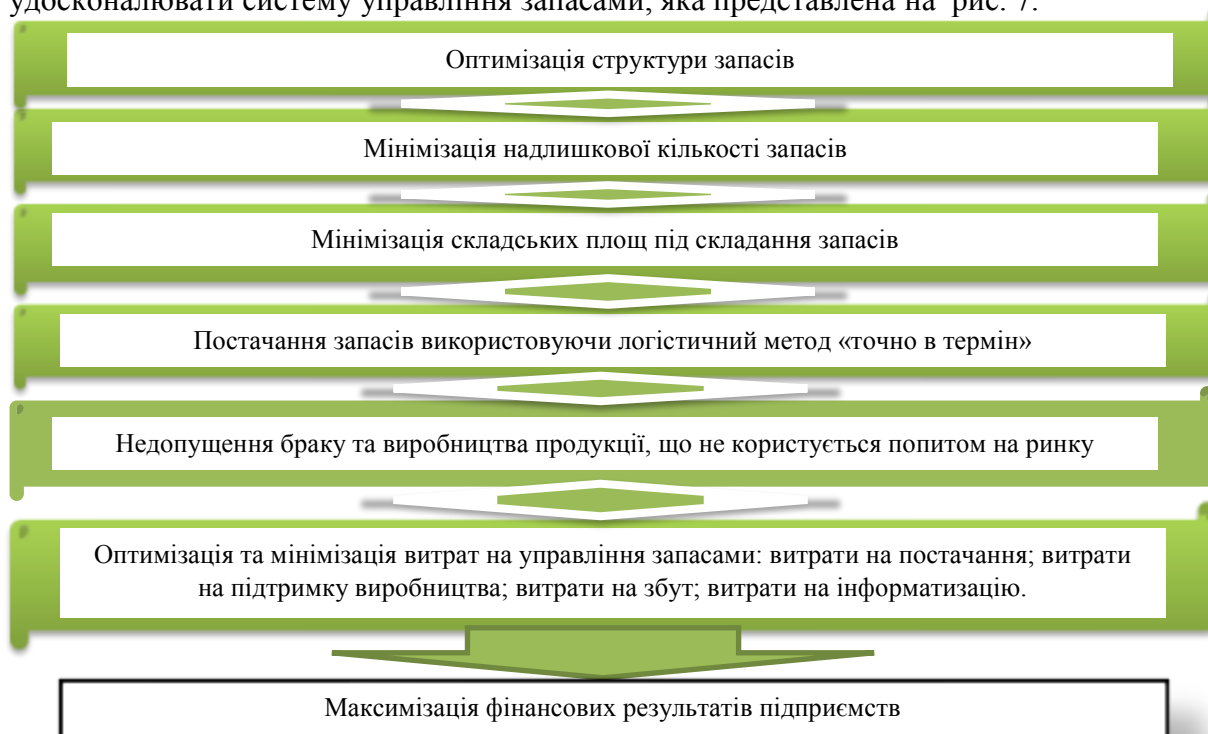 удосконалювати систему управління запасами, яка представлена на рис. 7.
Оптимізація структури запасів
Мінімізація надлишкової кількості запасів
Мінімізація складських площ під складання запасів
Постачання запасів використовуючи логістичний метод «точно в термін»
Недопущення браку та виробництва продукції, що не користується попитом на ринку
Оптимізація та мінімізація витрат на управління запасами: витрати на постачання; витрати
на підтримку виробництва; витрати на збут; витрати на інформатизацію.
Максимізація фінансових результатів підприємств